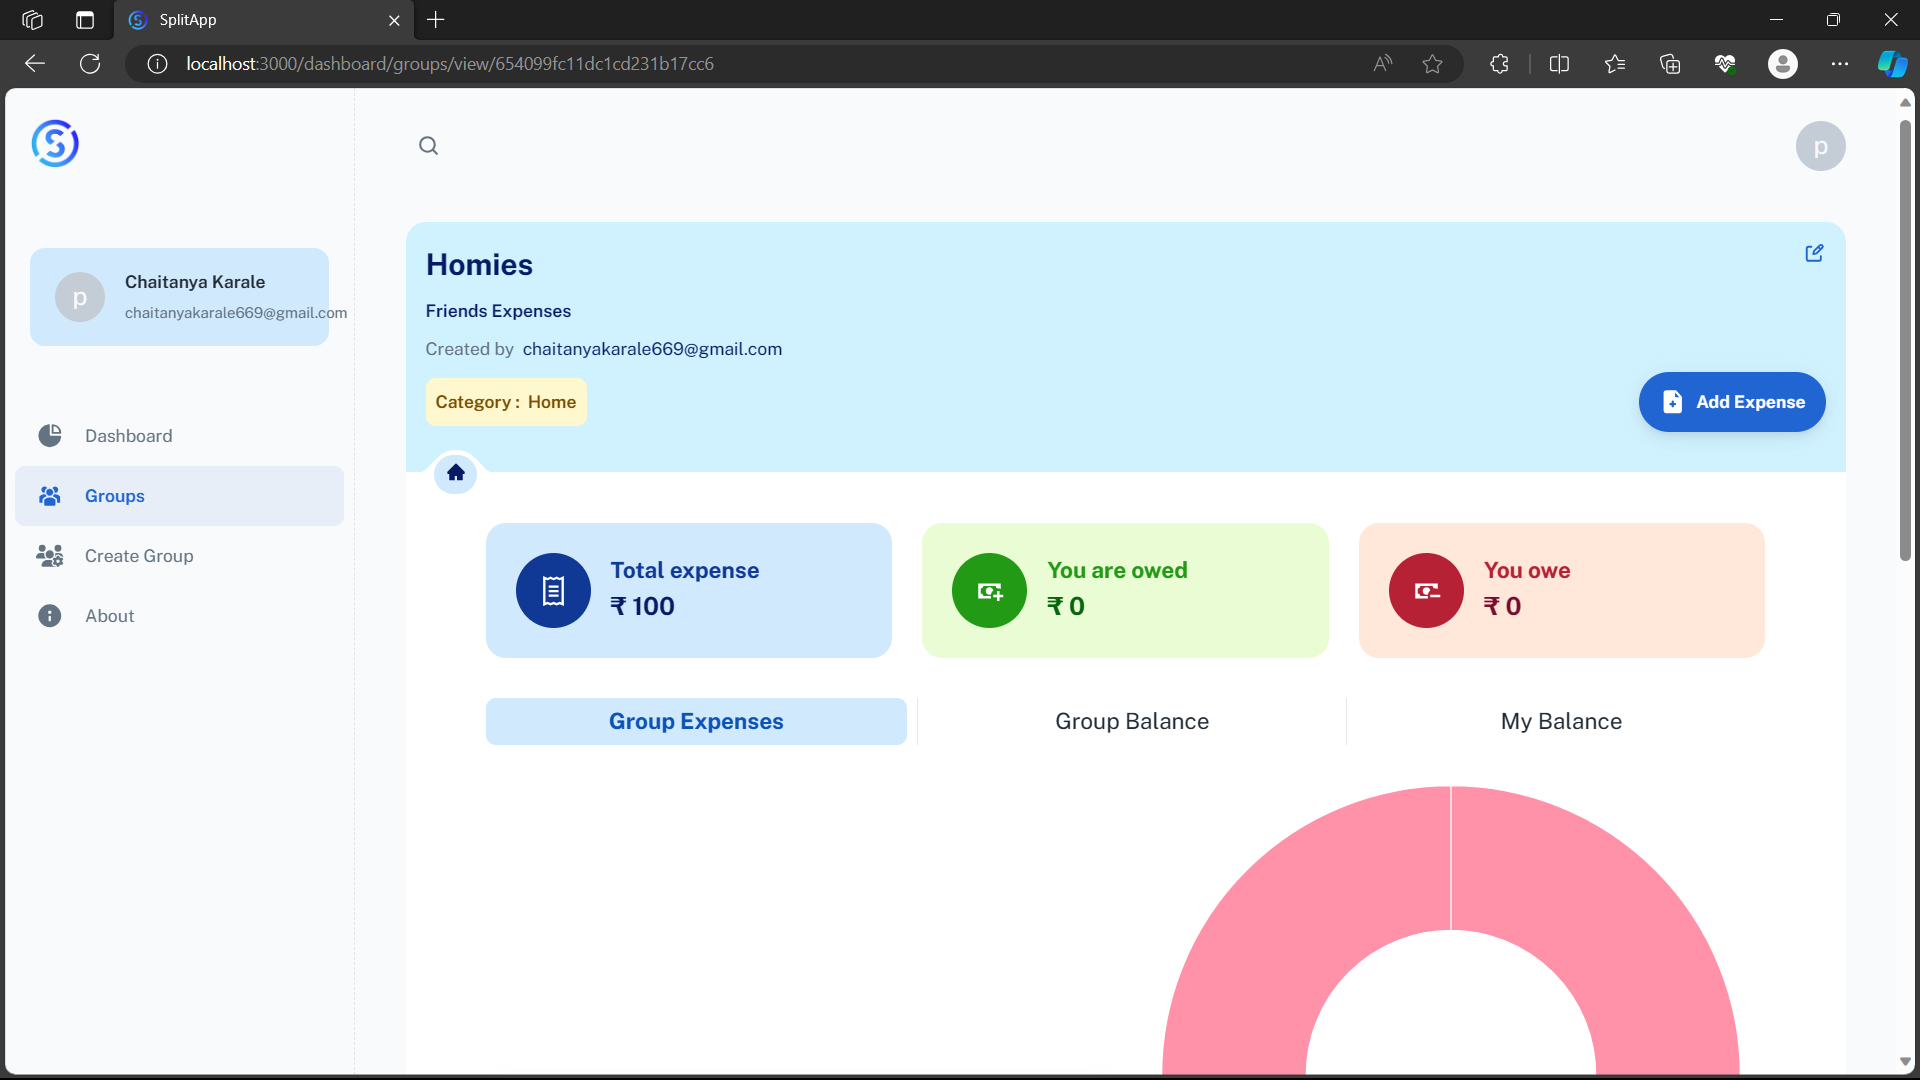 SplitApp
localhost:3000/dashboard/groups/view/654099fc11dc1cd231b17cc6
p
Chaitanya Karale
p
chaitanyakarale669@gmail.com
Dashboard
Groups
Create Group
About
Homies
Friends Expenses
Created by chaitanyakarale669@gmail.com
Category : Home
Add Expense
Total expense
₹ 100
You are owed
₹ 0
You owe
₹ 0
Group Expenses
Group Balance
My Balance